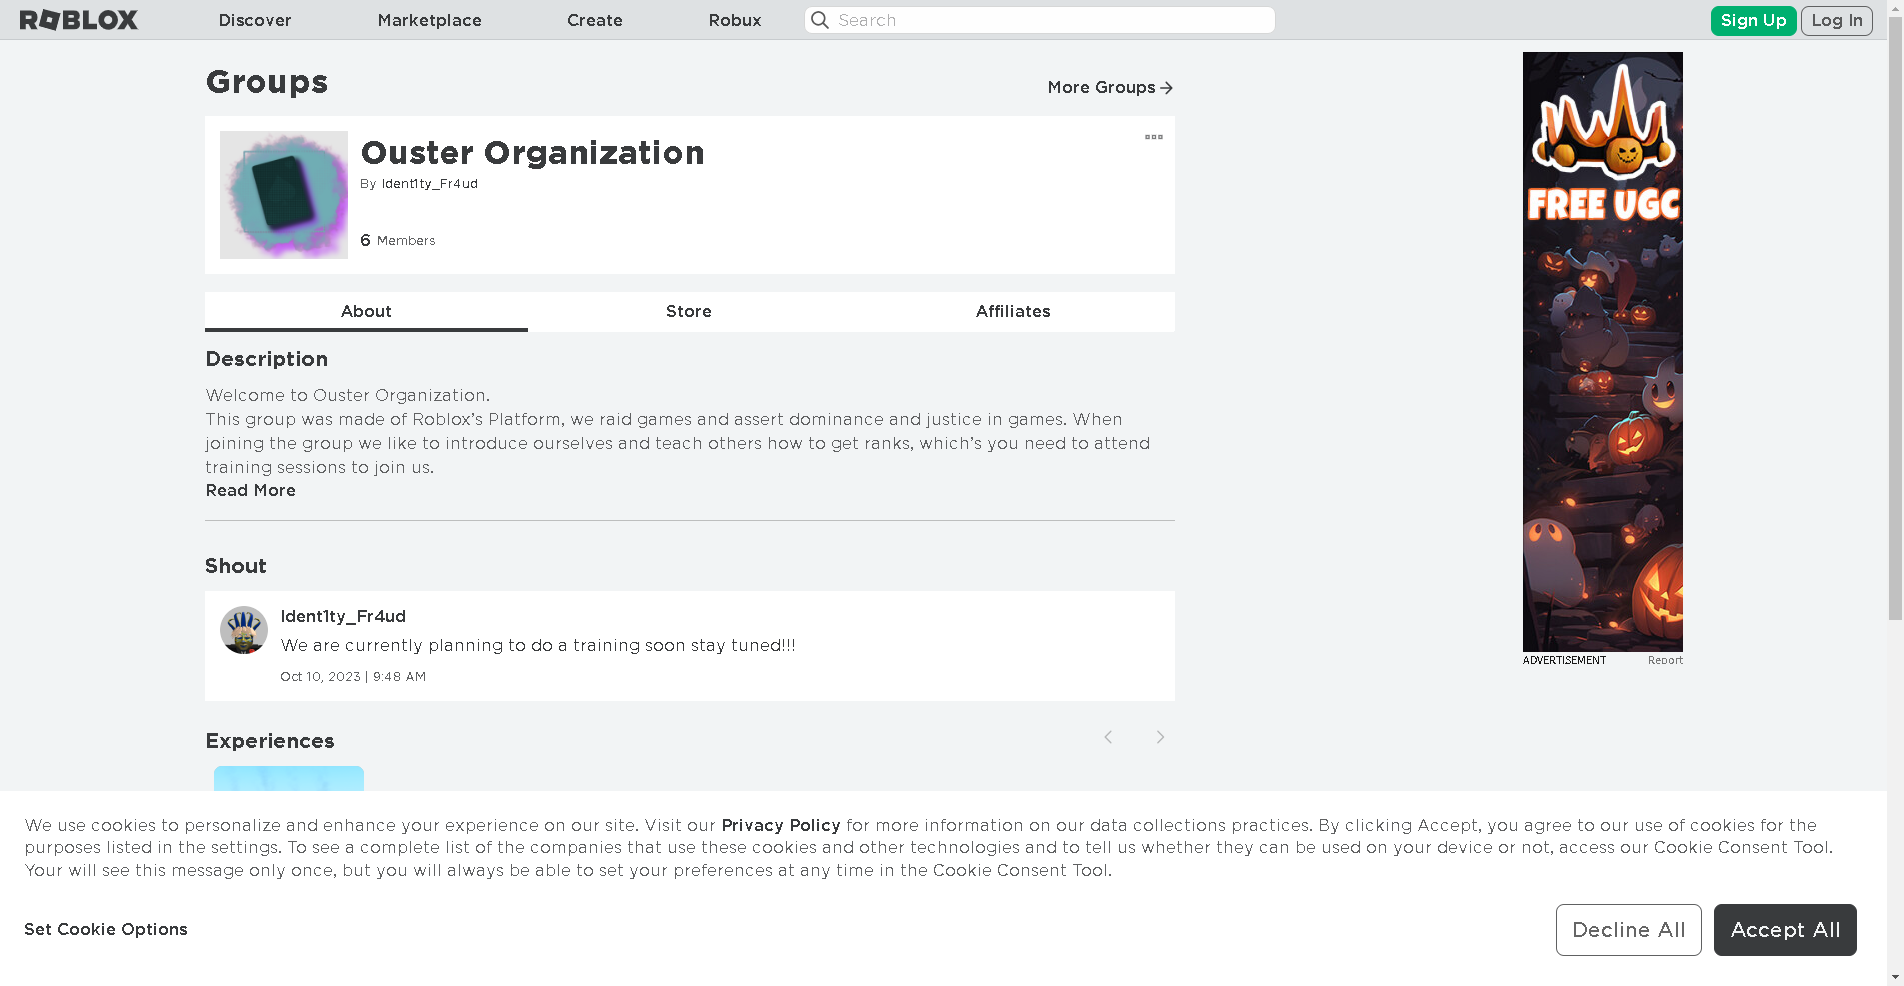 ROBLOX Discover Marketplace Create Robux Search Sign Up Log In
Groups
More Groups
Ouster Organization
By Ident1ty_Fr4ud
6 Members
About Store Affiliates
Description
Welcome to Ouster Organization.
This group was made of Roblox’s Platform, we raid games and assert dominance and justice in games. When
joining the group we like to introduce ourselves and teach others how to get ranks, which’s you need to attend
training sessions to join us.
Read More
Shout
Ident1ty_Fr4ud
We are currently planning to do a training soon stay tuned!!!
Oct 10, 2023 | 9:48 AM
Experiences
FREE UGC
ADVERTISEMENT Report
We use cookies to personalize and enhance your experience on our site. Visit our Privacy Policy for more information on our data collections practices. By clicking Accept, you agree to our use of cookies for the
purposes listed in the settings. To see a complete list of the companies that use these cookies and other technologies and to tell us whether they can be used on your device or not, access our Cookie Consent Tool.
Your will see this message only once, but you will always be able to set your preferences at any time in the Cookie Consent Tool.
Set Cookie Options
Decline All
Accept All